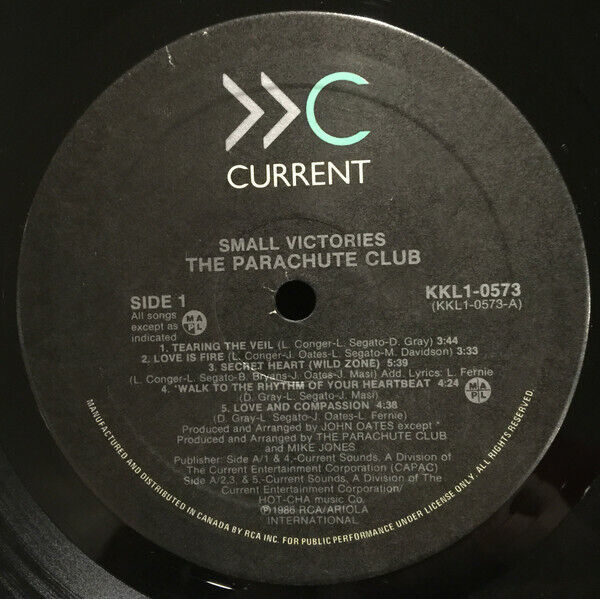 >>C
CURRENT
SMALL VICTORIES
THE PARACHUTE CLUB
SIDE 1
All songs
except as
indicated
MAPL
KKL1-0573
(KKL1-0573-A)
1. TEARING THE VEIL (L. Conger-L. Segato-D. Gray) 3:44
2. LOVE IS FIRE (L. Conger-J. Oates-L. Segato-M. Davidson) 3:33
3. SECRET HEART (WILD ZONE) 5:39
(L. Conger-L. Segato-B. Bryans-J. Oates-J. Masi) Add. Lyrics: L. Fernie
4. *WALK TO THE RHYTHM OF YOUR HEARTBEAT 4:24
(D. Gray-L. Segato-J. Masi)
MAPL
5. LOVE AND COMPASSION 4:38
(D. Gray-L. Segato-J. Oates-L. Fernie)
Produced and Arranged by JOHN OATES except *
Produced and Arranged by THE PARACHUTE CLUB
and MIKE JONES
Publisher: Side A/1 & 4,-Current Sounds, A Division of
The Current Entertainment Corporation (CAPAC)
Side A/2,3, & 5,-Current Sounds, A Division of The
Current Entertainment Corporation/
HOT-CHA music Co.
℗1986 RCA/ARIOLA
INTERNATIONAL
MANUFACTURED AND DISTRIBUTED IN CANADA BY RCA INC. FOR PUBLIC PERFORMANCE UNDER LICENSE ONLY. ALL RIGHTS RESERVED.